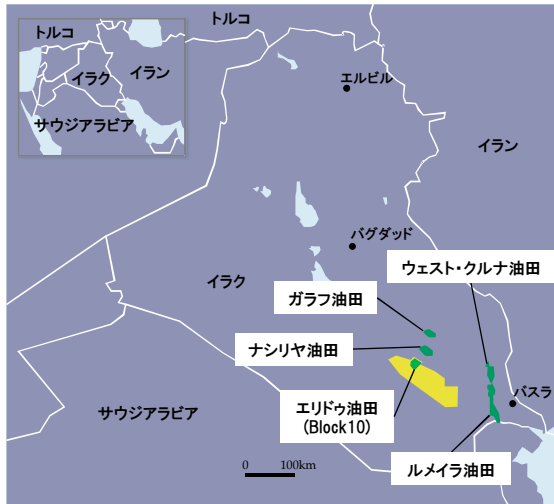 トルコ
イラク
イラン
サウジアラビア
トルコ
エルビル
イラン
バグダッド
イラク
ウェスト・クルナ油田
ガラフ油田
ナシリヤ油田
エリドゥ油田
(Block10)
バスラ
サウジアラビア
ルメイラ油田
0 100km